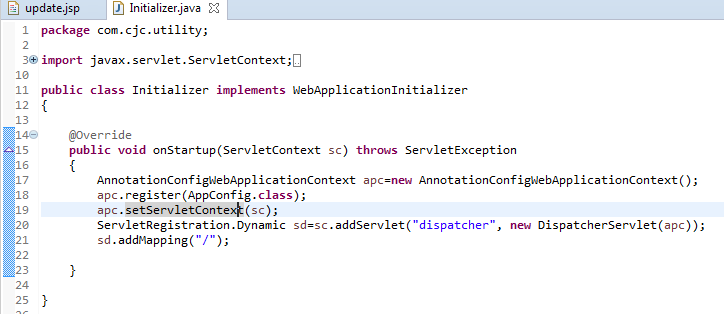 update.jsp Initializer.java
1 package com.cjc.utility;
2
3 import javax.servlet.ServletContext;
10
11 public class Initializer implements WebApplicationInitializer
12 {
13
14 @Override
15 public void onStartup(ServletContext sc) throws ServletException
16 {
17 AnnotationConfigWebApplicationContext apc=new AnnotationConfigWebApplicationContext();
18 apc.register(AppConfig.class);
19 apc.setServletContext(sc);
20 ServletRegistration.Dynamic sd=sc.addServlet("dispatcher", new DispatcherServlet(apc));
21 sd.addMapping("/");
22
23 }
24
25 }
26